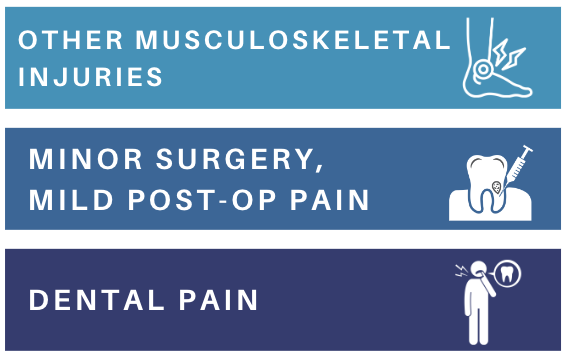 OTHER MUSCULOSKELETAL
INJURIES
MINOR SURGERY,
MILD POST-OP PAIN
DENTAL PAIN